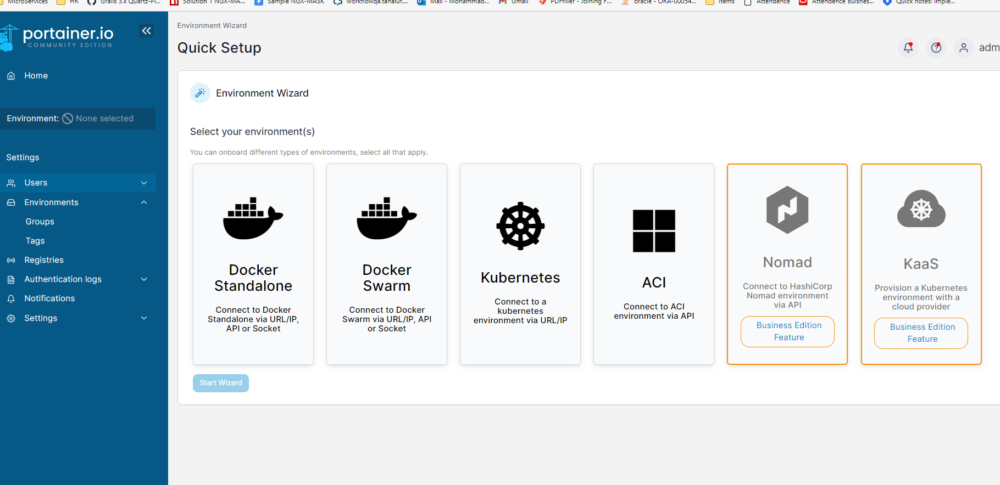 MicroServices HR Grails 3.x Quartz-Pl... Solution 1 NGX-MA... Sample NGX-MASK workflowqa.tanaluf.... Mail - Mohammad... Gmail PDFfiller - Joining F... oracle - ORA-00054... Items Attendence Attendence Buisnes... Quick notes: Imple...
portainer.io
COMMUNITY EDITION
Home
Environment: None selected
Settings
Users
Environments
Groups
Tags
Registries
Authentication logs
Notifications
Settings
Environment Wizard
Quick Setup
adm
Environment Wizard
Select your environment(s)
You can onboard different types of environments, select all that apply.
Docker
Standalone
Connect to Docker
Standalone via URL/IP,
API or Socket
Docker
Swarm
Connect to Docker
Swarm via URL/IP, API
or Socket
Kubernetes
Connect to a
kubernetes
environment via URL/IP
ACI
Connect to ACI
environment via API
Nomad
Connect to HashiCorp
Nomad environment
via API
Business Edition
Feature
KaaS
Provision a Kubernetes
environment with a
cloud provider
Business Edition
Feature
Start Wizard